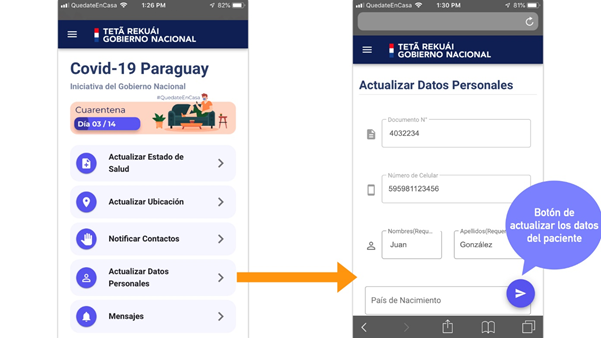 QuedateEnCasa 1:26 PM 82%
TETÃ REKUÁI
GOBIERNO NACIONAL
Covid-19 Paraguay
Iniciativa del Gobierno Nacional
#QuedateEnCasa
Cuarentena
Día 03 / 14
Actualizar Estado de
Salud
Actualizar Ubicación
Notificar Contactos
Actualizar Datos
Personales
Mensajes
QuedateEnCasa 1:30 PM 81%
TETÃ REKUÁI
GOBIERNO NACIONAL
Actualizar Datos Personales
Documento N°
4032234
Número de Celular
595981123456
Nombres(Requ...
Juan
Apellidos(Reque
González
País de Nacimiento
Botón de
actualizar los datos
del paciente